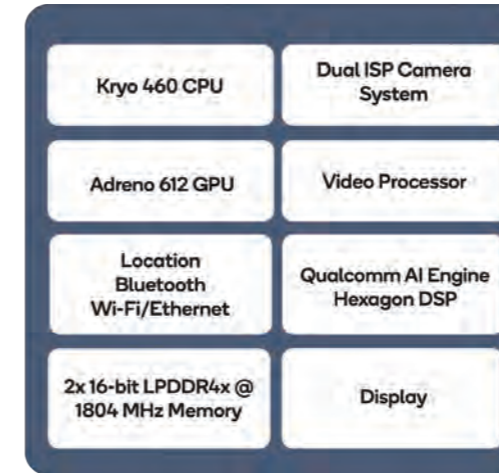 Kryo 460 CPU
Dual ISP Camera
System
Adreno 612 GPU
Video Processor
Location
Bluetooth
Wi-Fi/Ethernet
Qualcomm AI Engine
Hexagon DSP
2x 16-bit LPDDR4x @
1804 MHz Memory
Display